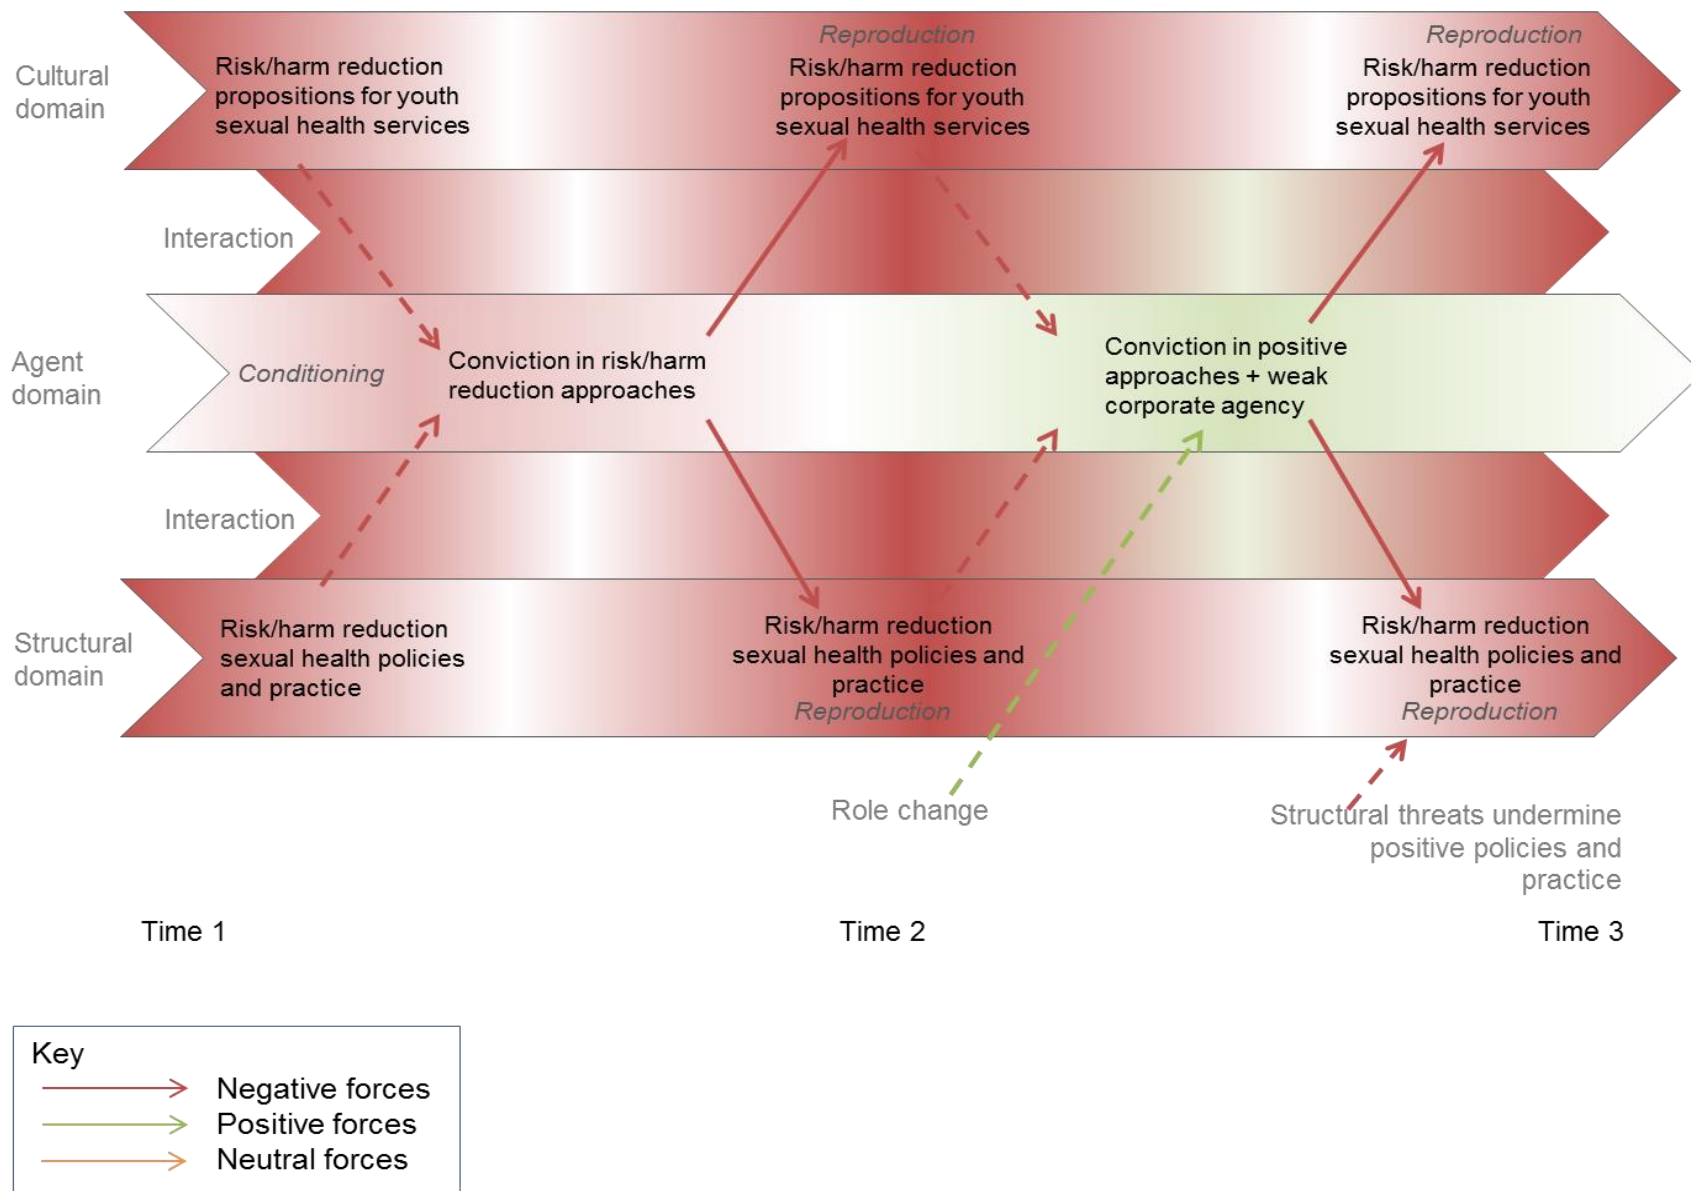 Cultural
domain
Risk/harm reduction
propositions for youth
sexual health services
Reproduction
Risk/harm reduction
propositions for youth
sexual health services
Reproduction
Risk/harm reduction
propositions for youth
sexual health services
Interaction
Agent
domain
Conditioning
Conviction in risk/harm
reduction approaches
Conviction in positive
approaches + weak
corporate agency
Interaction
Structural
domain
Risk/harm reduction
sexual health policies
and practice
Risk/harm reduction
sexual health policies and
practice
Reproduction
Risk/harm reduction
sexual health policies and
practice
Reproduction
Role change
Structural threats undermine
positive policies and
practice
Time 1
Time 2
Time 3
Key
Negative forces
Positive forces
Neutral forces